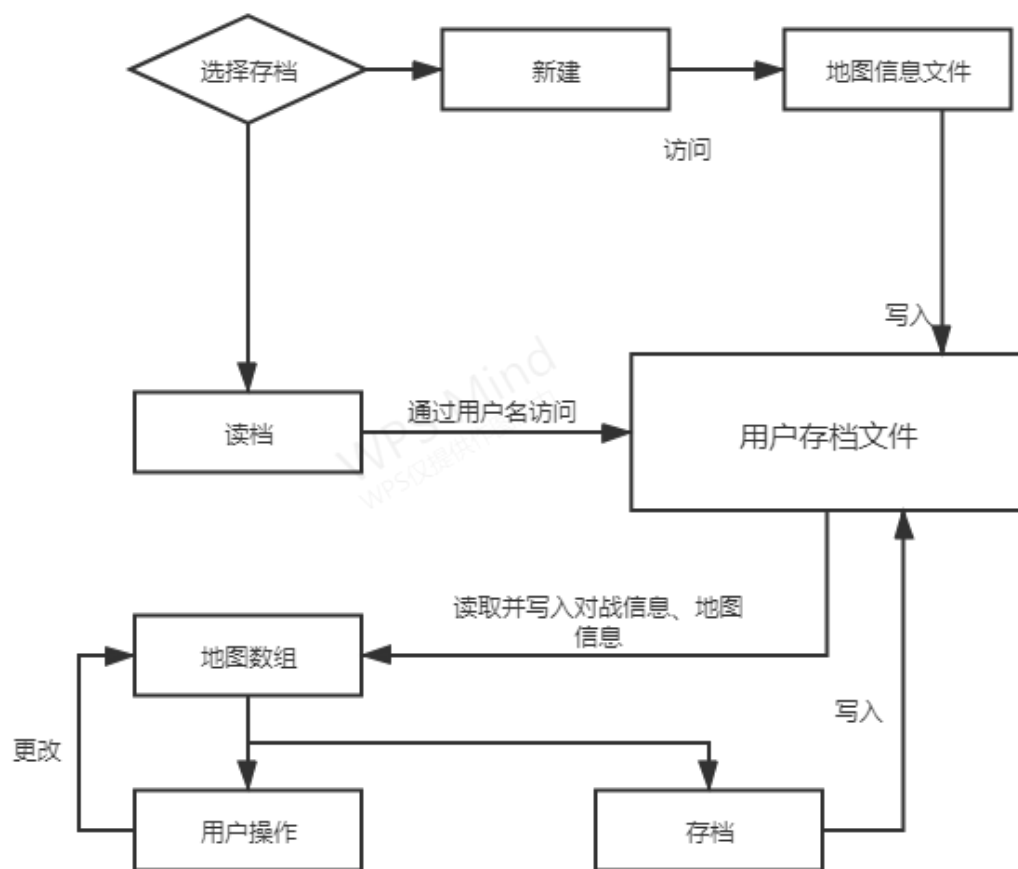 选择存档
新建
地图信息文件
访问
写入
读档
通过用户名访问
用户存档文件
WPS Mind
读取并写入对战信息、地图
信息
地图数组
写入
更改
用户操作
存档